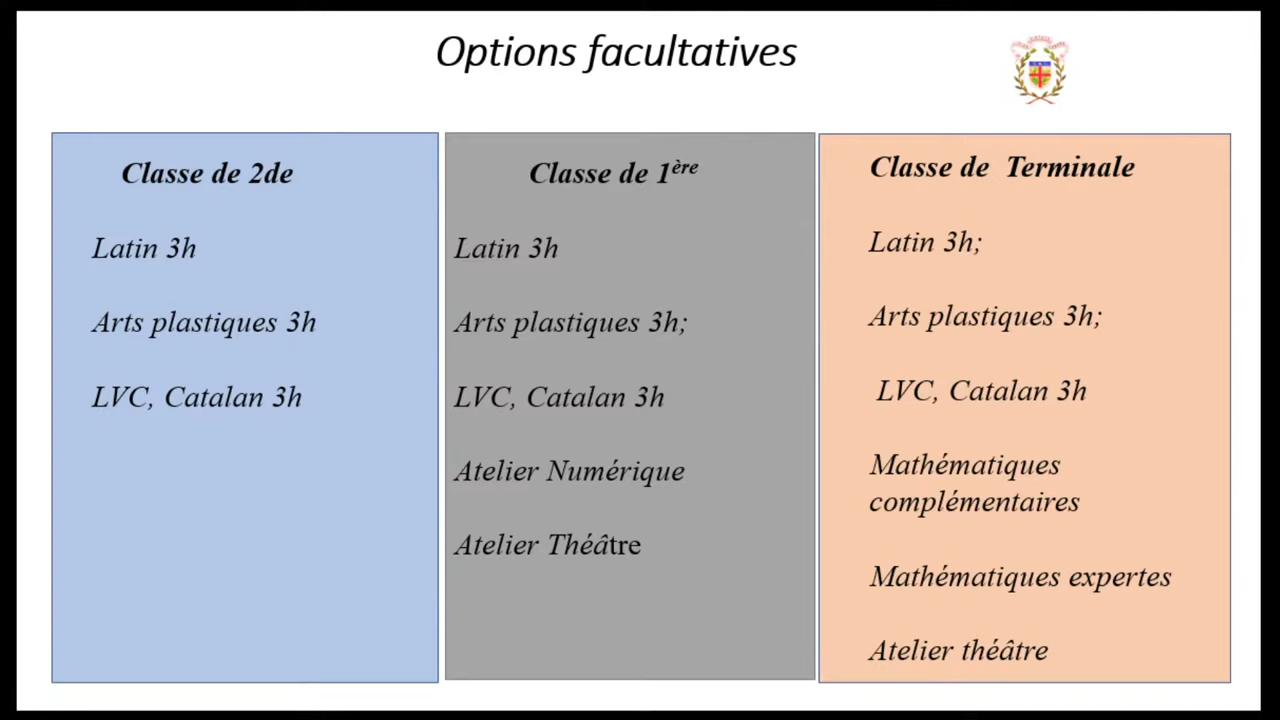 Options facultatives
Classe de 2de
Latin 3h
Arts plastiques 3h
LVC, Catalan 3h
Classe de 1ère
Latin 3h
Arts plastiques 3h;
LVC, Catalan 3h
Atelier Numérique
Atelier Théâtre
Classe de Terminale
Latin 3h;
Arts plastiques 3h;
LVC, Catalan 3h
Mathématiques
complémentaires
Mathématiques expertes
Atelier théâtre